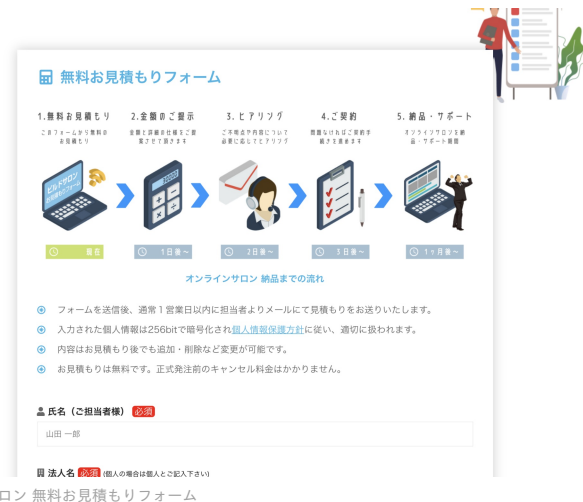 無料お見積もりフォーム
1.無料お見積もり
2.金額のご提示
3.ヒアリング
4.ご契約
5.納品・サポート
このフォームから無料の
お見積もり
金額と詳細の仕様をご提
案させて頂きます
ご不明点や内容について
必要に応じてヒアリング
問題なければご契約手
続きを進めます
オンラインサロンを納
品・サポート開始
ビルドサロン
お見積もりフォーム
現在
1日後〜
2日後〜
3日後〜
1ヶ月後〜
オンラインサロン 納品までの流れ
フォームを送信後、通常1営業日以内に担当者よりメールにて見積もりをお送りいたします。
入力された個人情報は256bitで暗号化され個人情報保護方針に従い、適切に扱われます。
内容はお見積もり後でも追加・削除など変更が可能です。
お見積もりは無料です。正式発注前のキャンセル料金はかかりません。
氏名（ご担当者様） 必須
山田 一郎
法人名 必須 (個人の場合は個人とご記入下さい)
ロン 無料お見積もりフォーム